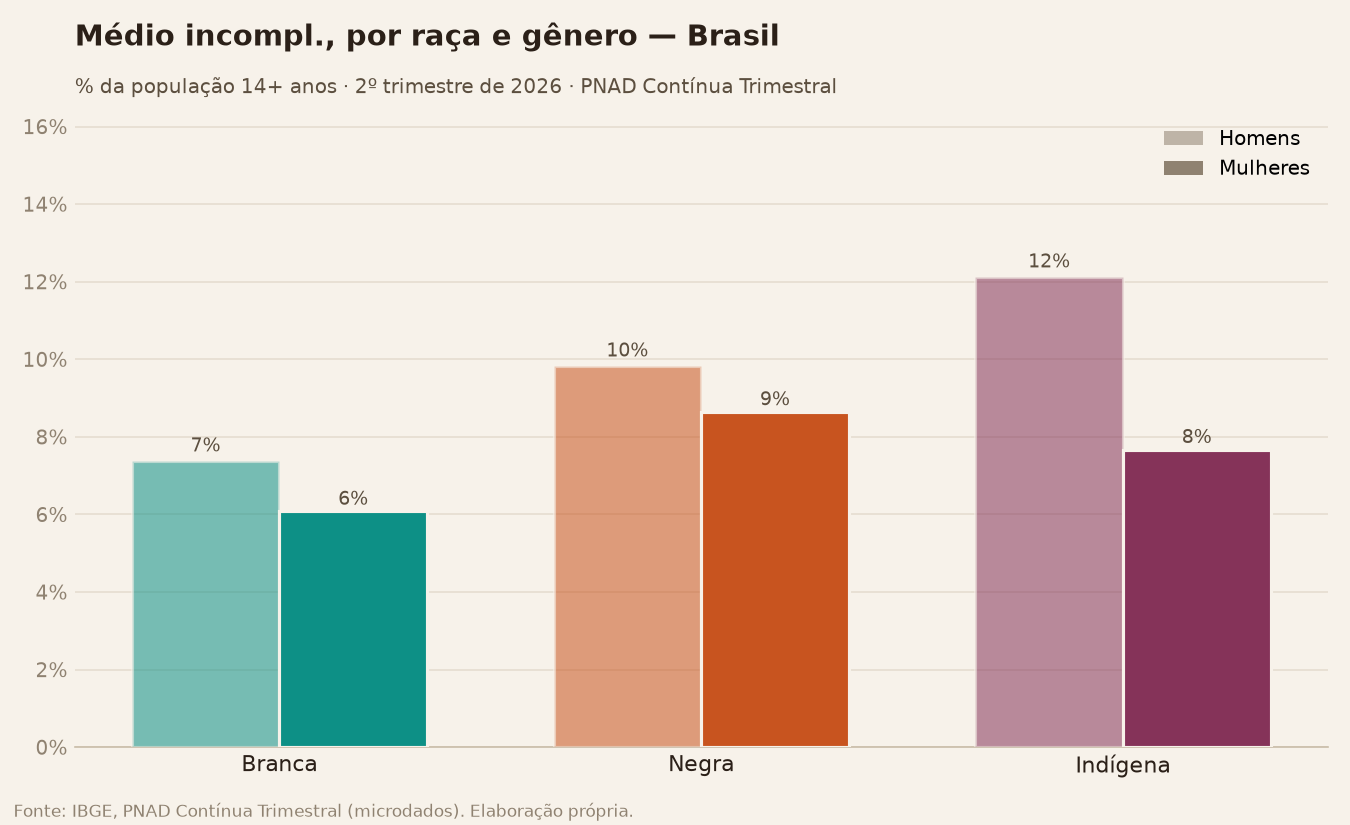 Médio incompl., por raça e gênero — Brasil
% da população 14+ anos · 2º trimestre de 2026 · PNAD Contínua Trimestral
16%
14%
12%
10%
8%
6%
4%
2%
0%
Homens
Mulheres
7%
6%
10%
9%
12%
8%
Branca
Negra
Indígena
Fonte: IBGE, PNAD Contínua Trimestral (microdados). Elaboração própria.